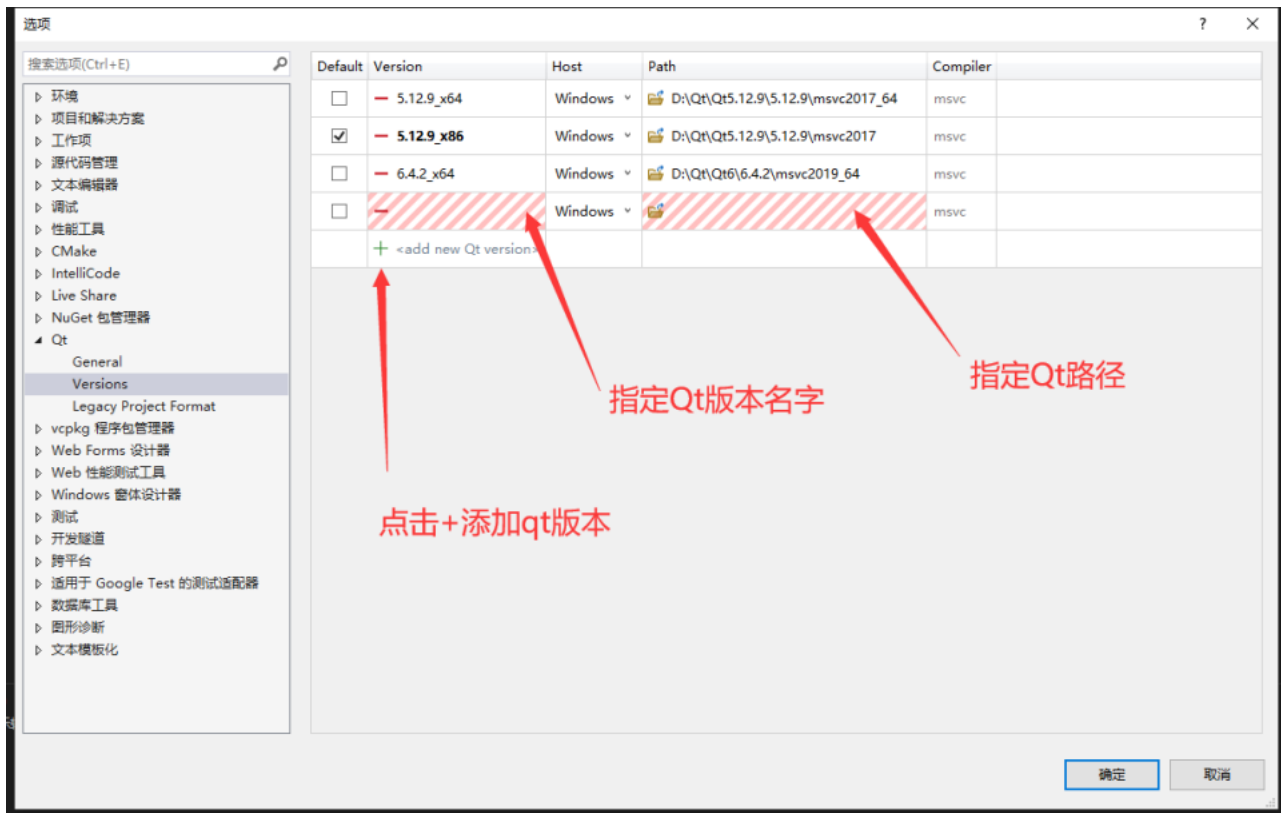 选项
搜索选项(Ctrl+E)
环境
项目和解决方案
工作项
源代码管理
文本编辑器
调试
性能工具
CMake
IntelliCode
Live Share
NuGet 包管理器
Qt
General
Versions
Legacy Project Format
vcpkg 程序包管理器
Web Forms 设计器
Web 性能测试工具
Windows 窗体设计器
测试
开发隧道
跨平台
适用于 Google Test 的测试适配器
数据库工具
图形诊断
文本模板化
Default Version Host Path Compiler
5.12.9_x64 Windows D:\Qt\Qt5.12.9\5.12.9\msvc2017_64 msvc
5.12.9_x86 Windows D:\Qt\Qt5.12.9\5.12.9\msvc2017 msvc
6.4.2_x64 Windows D:\Qt\Qt6\6.4.2\msvc2019_64 msvc
Windows msvc
<add new Qt version>
指定Qt路径
指定Qt版本名字
点击+添加qt版本
确定 取消